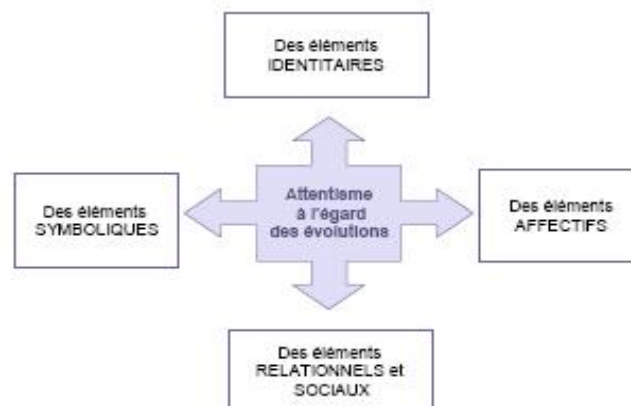 Des éléments
IDENTITAIRES
Des éléments
SYMBOLIQUES
Attentisme
à l'égard
des évolutions
Des éléments
AFFECTIFS
Des éléments
RELATIONNELS et
SOCIAUX